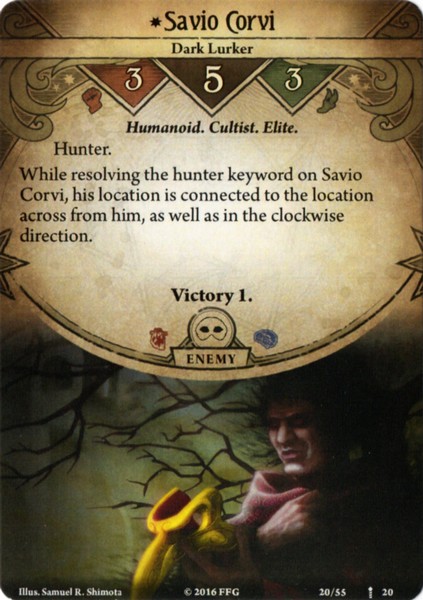 Savio Corvi
Dark Lurker
3 5 3
Humanoid. Cultist. Elite.
Hunter.
While resolving the hunter keyword on Savio
Corvi, his location is connected to the location
across from him, as well as in the clockwise
direction.
Victory 1.
ENEMY
Illus. Samuel R. Shimota © 2016 FFG 20/55 20